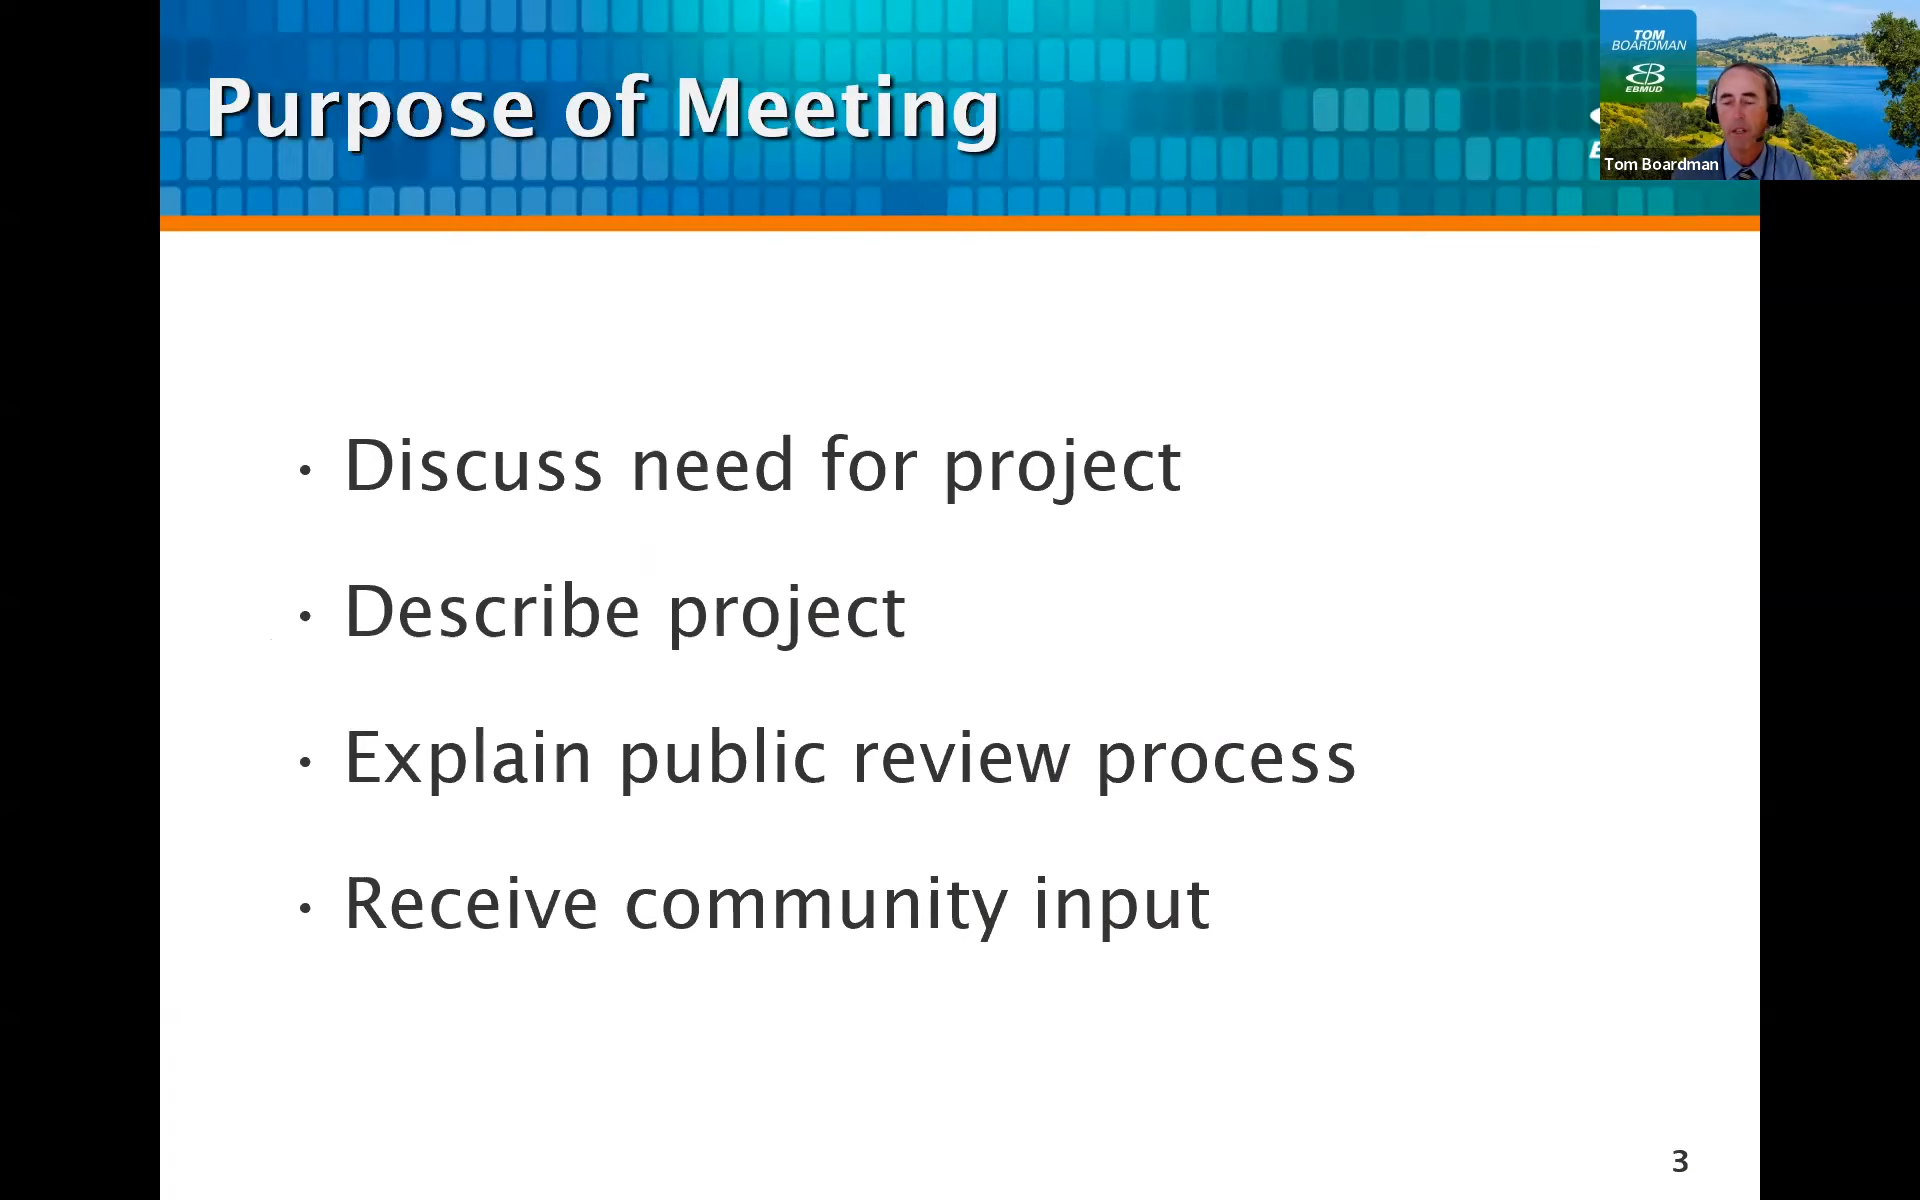 Purpose of Meeting
TOM
BOARDMAN
EBMUD
Tom Boardman
• Discuss need for project
• Describe project
• Explain public review process
• Receive community input
3